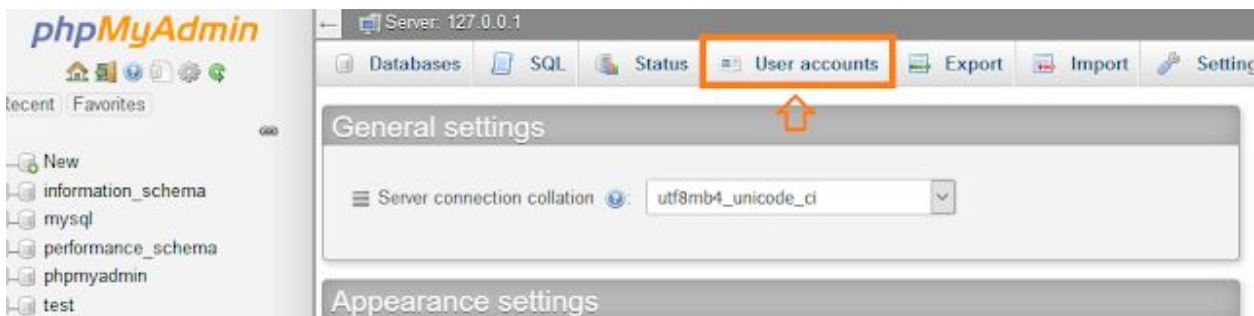 phpMyAdmin
Recent Favorites
New
information_schema
mysql
performance_schema
phpmyadmin
test
Server: 127.0.0.1
Databases SQL Status User accounts Export Import Setting
General settings
Server connection collation : utf8mb4_unicode_ci
Appearance settings